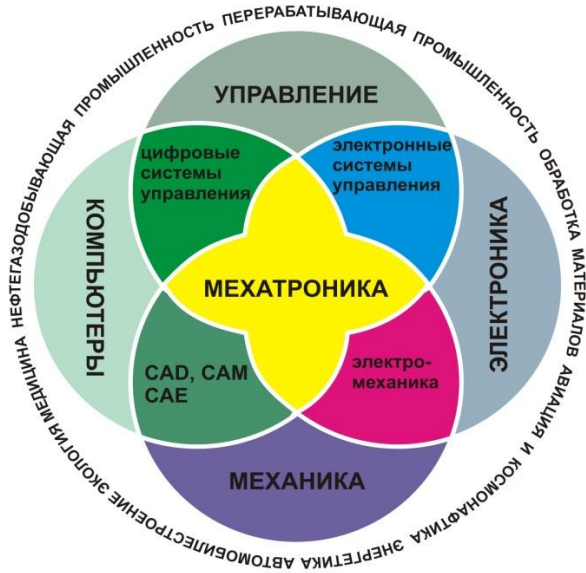 МЕДИЦИНА НЕФТЕГАЗОДОБЫВАЮЩАЯ ПРОМЫШЛЕННОСТЬ ПЕРЕРАБАТЫВАЮЩАЯ ПРОМЫШЛЕННОСТЬ ОБРАБОТКА МАТЕРИАЛОВ АВИАЦИЯ И КОСМОНАФТИКА ЭНЕРГЕТИКА АВТОМОБИЛЕСТРОЕНИЕ ЭКОЛОГИЯ
УПРАВЛЕНИЕ
цифровые
системы
управления
электронные
системы
управления
КОМПЬЮТЕРЫ
МЕХАТРОНИКА
ЭЛЕКТРОНИКА
CAD, CAM
CAE
электро-
механика
МЕХАНИКА